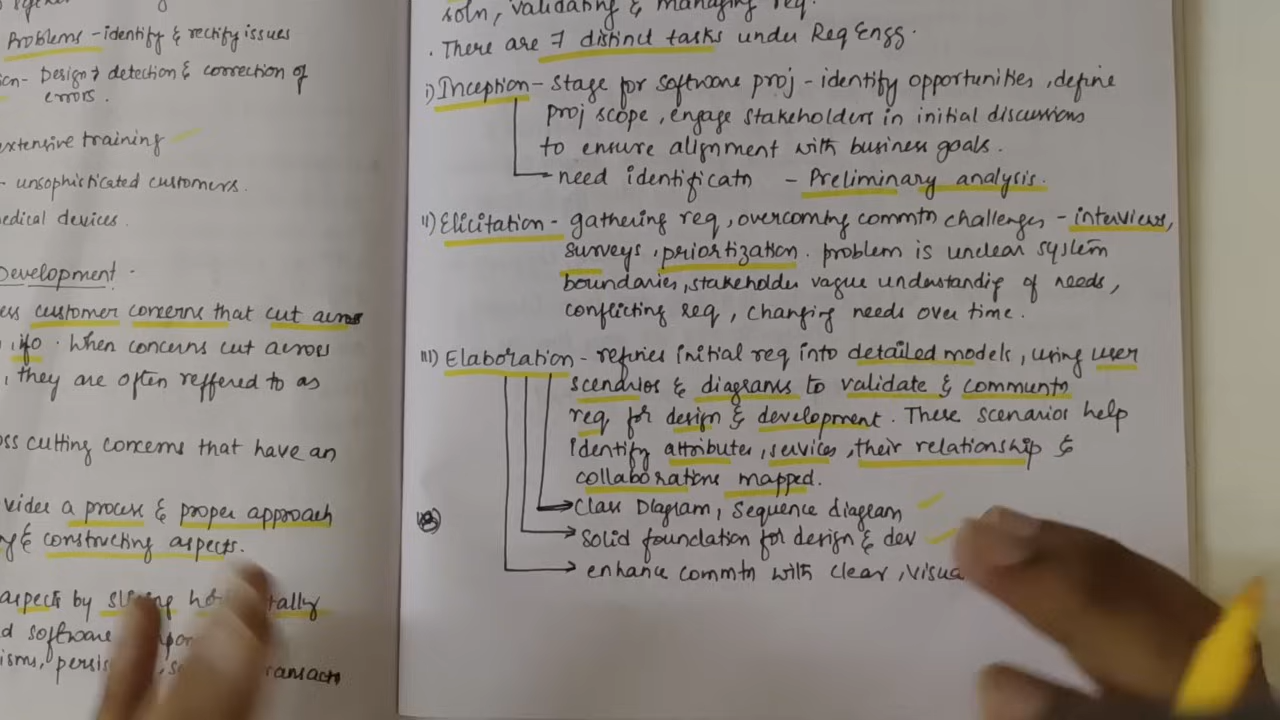 Problems - identify & rectify issues
Design → detection & correction of
errors.
extensive training
- unsophisticated customers.
medical devices.
Development.
customer concerns that cut across
info. When concerns cut across
, they are often reffered to as
cutting concerns that have an
a process & proper approach
& constructing aspects.
aspects by
software
soln, validating & managing req.
. There are 7 distinct tasks under Req Engg.
i) Inception - stage for software proj - identify opportunities, define
proj scope, engage stakeholders in initial discussions
to ensure alignment with business goals.
need identificatn - Preliminary analysis.
ii) Elicitation - gathering req, overcoming commtn challenges - interviews,
surveys, priortization. problem is unclear system
boundaries, stakeholder vague understandig of needs,
conflicting req, changing needs over time.
iii) Elaboration - refines initial req into detailed models, using user
scenarios & diagrams to validate & communtn
req for design & development. These scenarios help
identify attributes, services, their relationship &
collaborations mapped.
Class Diagram, Sequence diagram
solid foundation for design & dev
enhance commtn with clear, visua